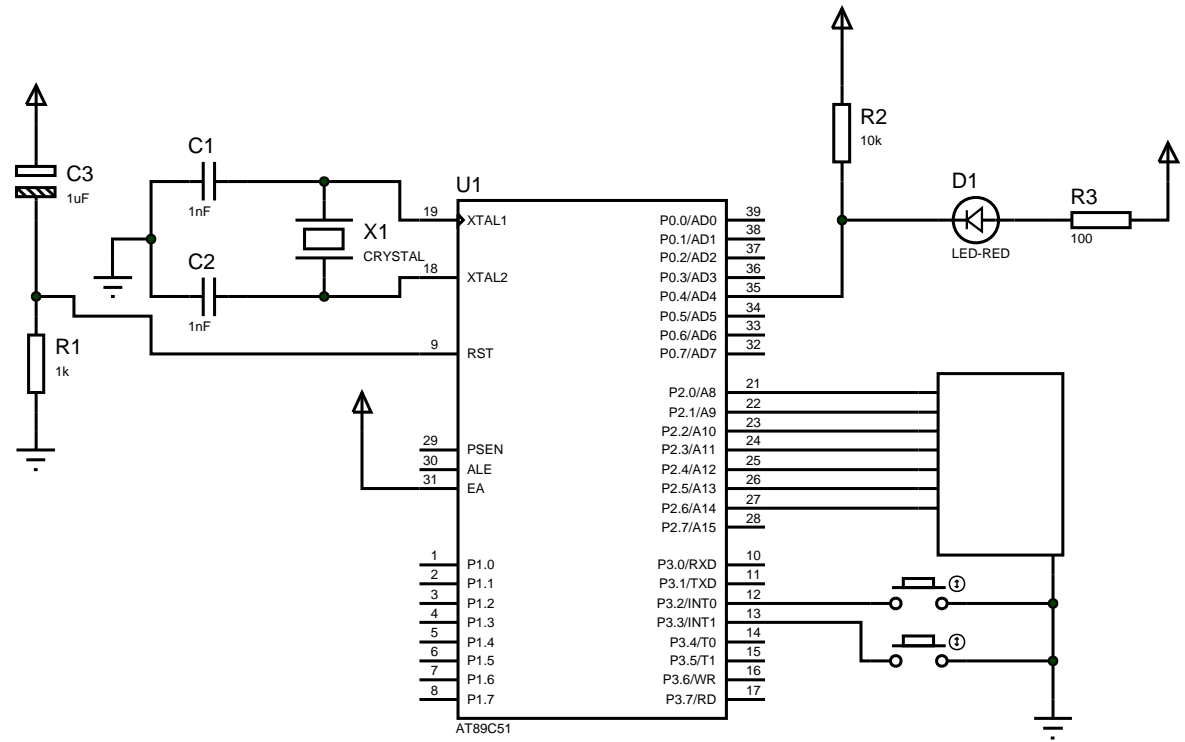 C3
1uF
R1
1k
C1
1nF
C2
1nF
X1
CRYSTAL
U1
19 XTAL1
18 XTAL2
9 RST
29 PSEN
30 ALE
31 EA
1 P1.0
2 P1.1
3 P1.2
4 P1.3
5 P1.4
6 P1.5
7 P1.6
8 P1.7
P0.0/AD0 39
P0.1/AD1 38
P0.2/AD2 37
P0.3/AD3 36
P0.4/AD4 35
P0.5/AD5 34
P0.6/AD6 33
P0.7/AD7 32
P2.0/A8 21
P2.1/A9 22
P2.2/A10 23
P2.3/A11 24
P2.4/A12 25
P2.5/A13 26
P2.6/A14 27
P2.7/A15 28
P3.0/RXD 10
P3.1/TXD 11
P3.2/INT0 12
P3.3/INT1 13
P3.4/T0 14
P3.5/T1 15
P3.6/WR 16
P3.7/RD 17
AT89C51
R2
10k
D1
LED-RED
R3
100